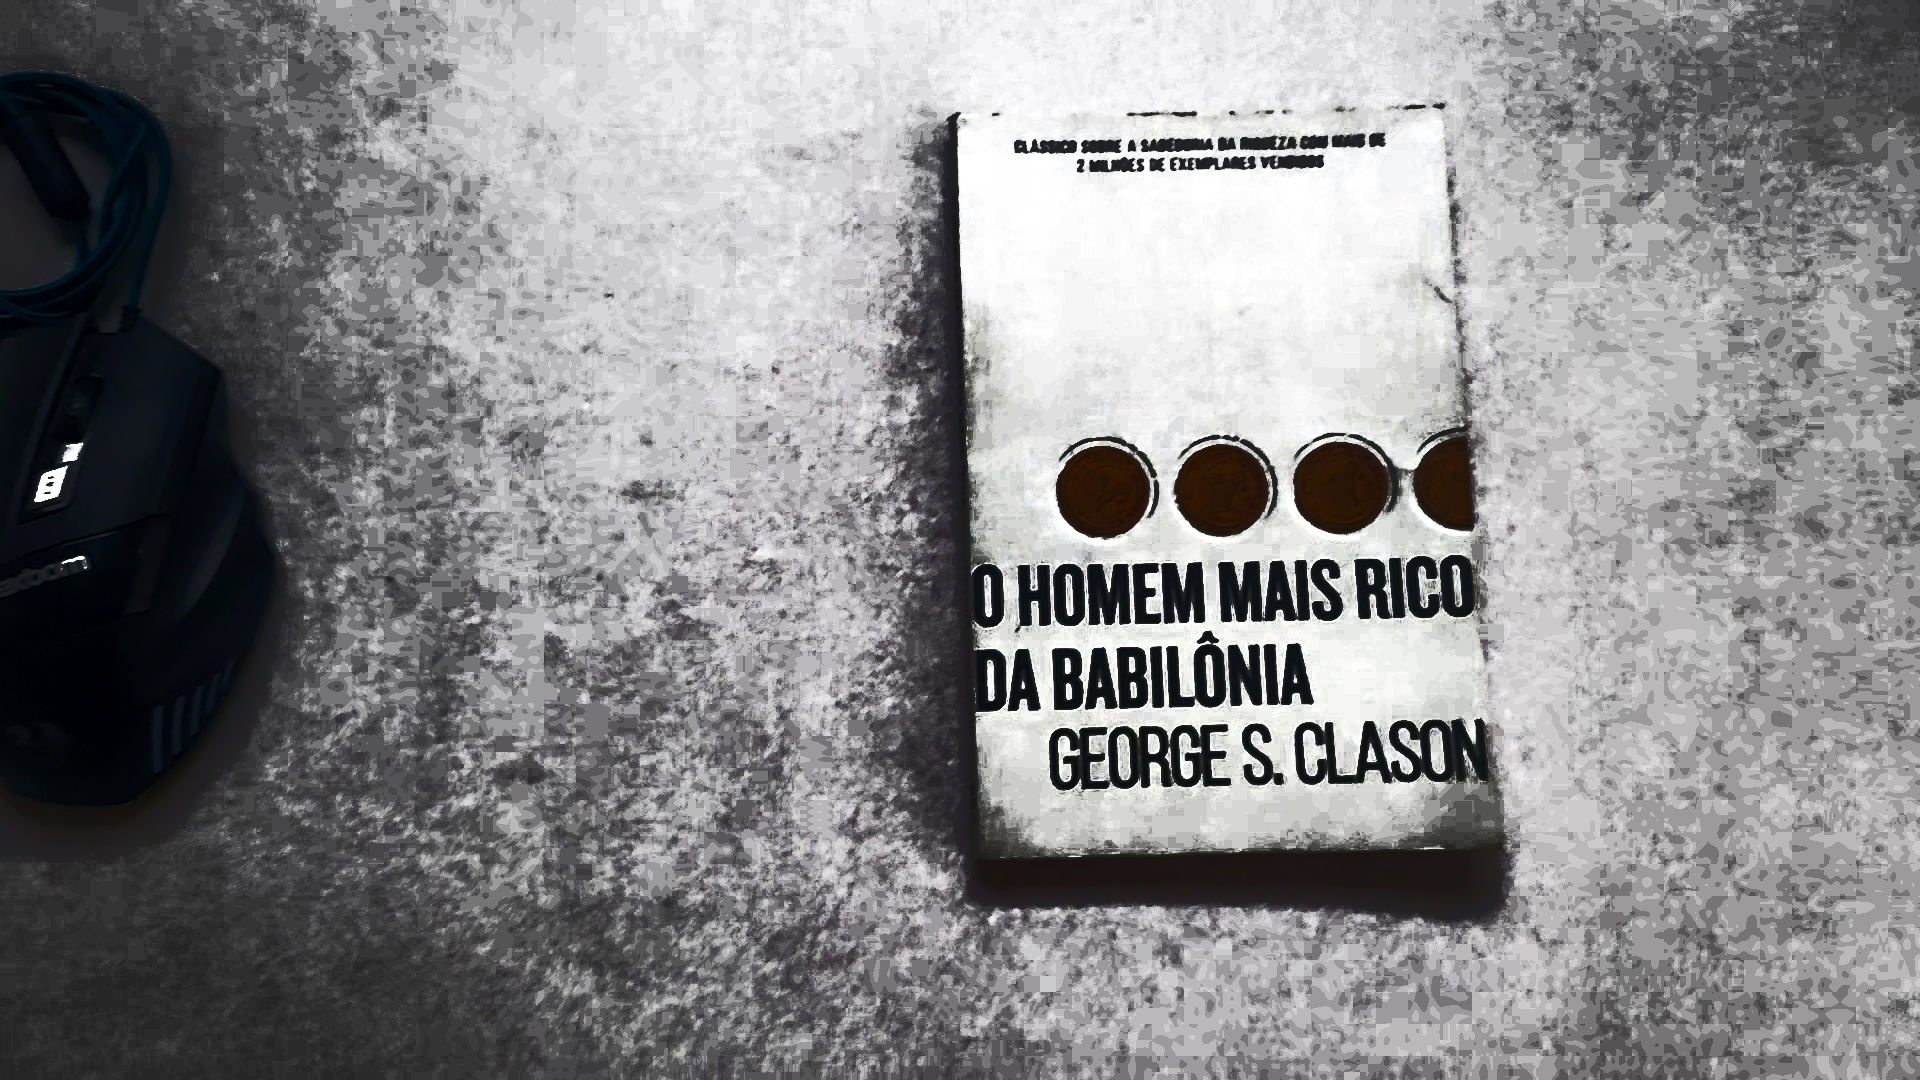 CLÁSSICO SOBRE A SABEDORIA DA RIQUEZA COM MAIS DE
2 MILHÕES DE EXEMPLARES VENDIDOS
O HOMEM MAIS RICO
DA BABILÔNIA
GEORGE S. CLASON